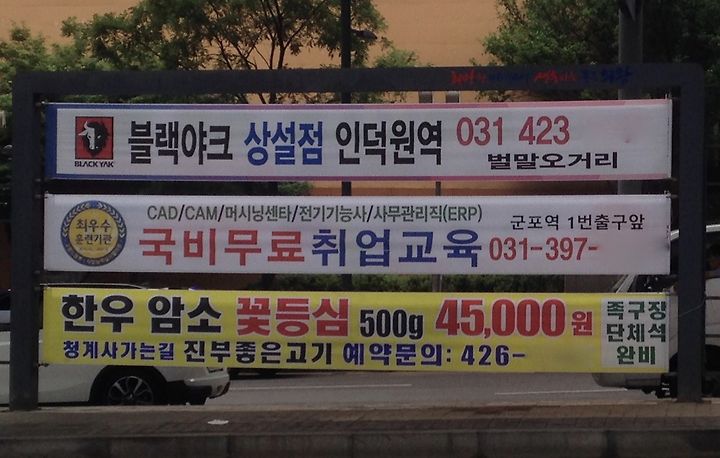 BLACK YAK
블랙야크 상설점 인덕원역 031 423
벌말오거리
최우수
훈련기관
CAD/CAM/머시닝센타/전기기능사/사무관리직(ERP)
군포역 1번출구앞
국비무료취업교육 031-397-
한우 암소 꽃등심 500g 45,000원
청계사가는길 진부좋은고기 예약문의: 426-
족구장
단체석
완비